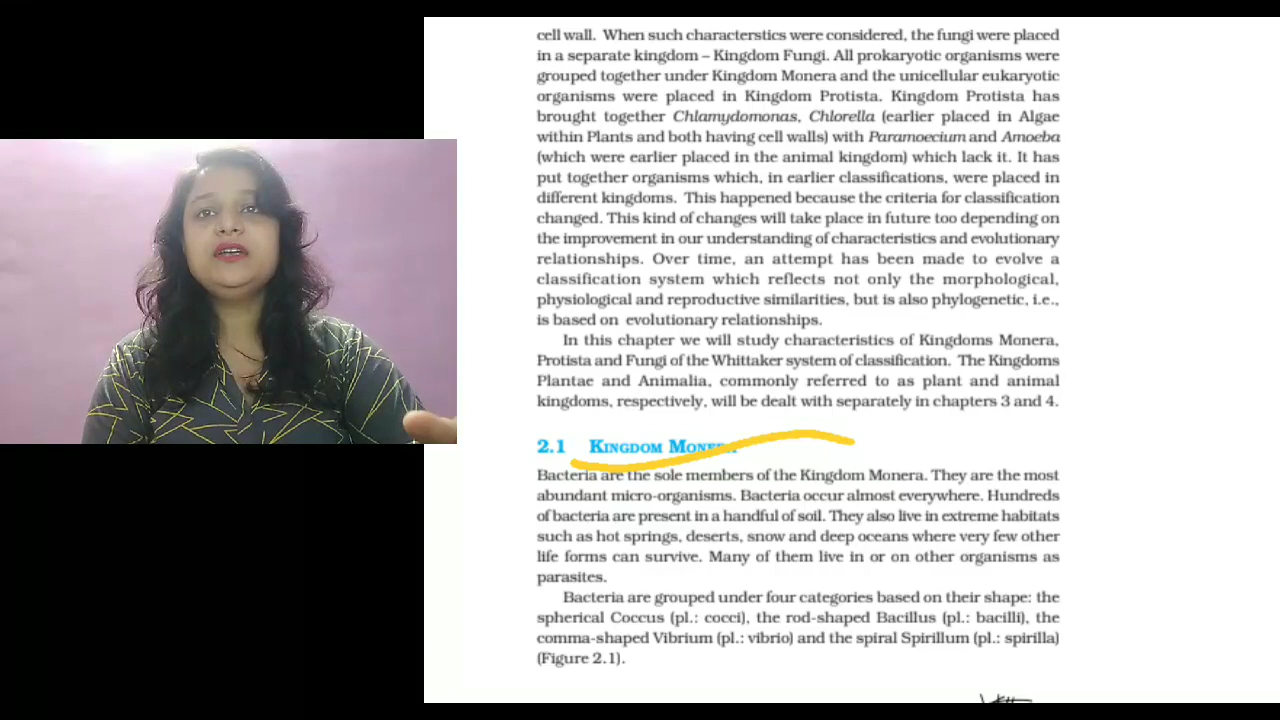 cell wall. When such characterstics were considered, the fungi were placed
in a separate kingdom – Kingdom Fungi. All prokaryotic organisms were
grouped together under Kingdom Monera and the unicellular eukaryotic
organisms were placed in Kingdom Protista. Kingdom Protista has
brought together Chlamydomonas, Chlorella (earlier placed in Algae
within Plants and both having cell walls) with Paramoecium and Amoeba
(which were earlier placed in the animal kingdom) which lack it. It has
put together organisms which, in earlier classifications, were placed in
different kingdoms. This happened because the criteria for classification
changed. This kind of changes will take place in future too depending on
the improvement in our understanding of characteristics and evolutionary
relationships. Over time, an attempt has been made to evolve a
classification system which reflects not only the morphological,
physiological and reproductive similarities, but is also phylogenetic, i.e.,
is based on evolutionary relationships.
In this chapter we will study characteristics of Kingdoms Monera,
Protista and Fungi of the Whittaker system of classification. The Kingdoms
Plantae and Animalia, commonly referred to as plant and animal
kingdoms, respectively, will be dealt with separately in chapters 3 and 4.
2.1 KINGDOM MONERA
Bacteria are the sole members of the Kingdom Monera. They are the most
abundant micro-organisms. Bacteria occur almost everywhere. Hundreds
of bacteria are present in a handful of soil. They also live in extreme habitats
such as hot springs, deserts, snow and deep oceans where very few other
life forms can survive. Many of them live in or on other organisms as
parasites.
Bacteria are grouped under four categories based on their shape: the
spherical Coccus (pl.: cocci), the rod-shaped Bacillus (pl.: bacilli), the
comma-shaped Vibrium (pl.: vibrio) and the spiral Spirillum (pl.: spirilla)
(Figure 2.1).